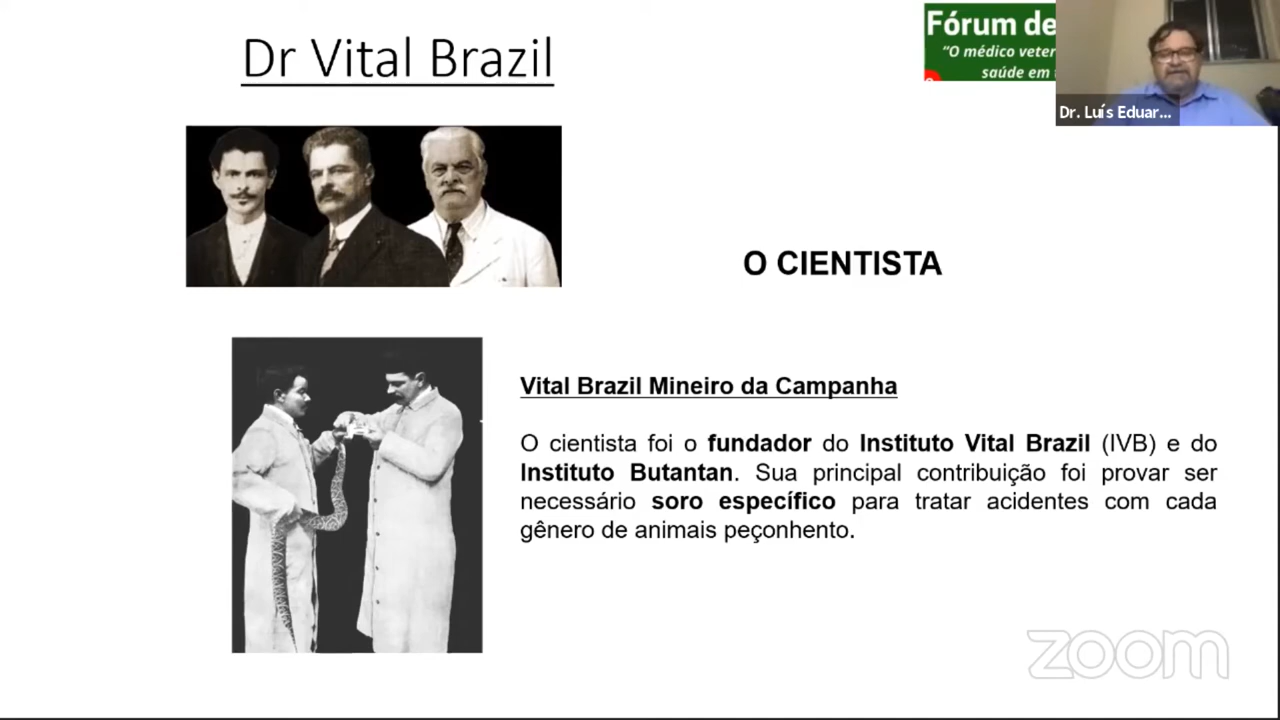 Dr Vital Brazil
Fórum de
“O médico veter
saúde em
Dr. Luís Eduar...
O CIENTISTA
Vital Brazil Mineiro da Campanha
O cientista foi o fundador do Instituto Vital Brazil (IVB) e do
Instituto Butantan. Sua principal contribuição foi provar ser
necessário soro específico para tratar acidentes com cada
gênero de animais peçonhento.
zoom